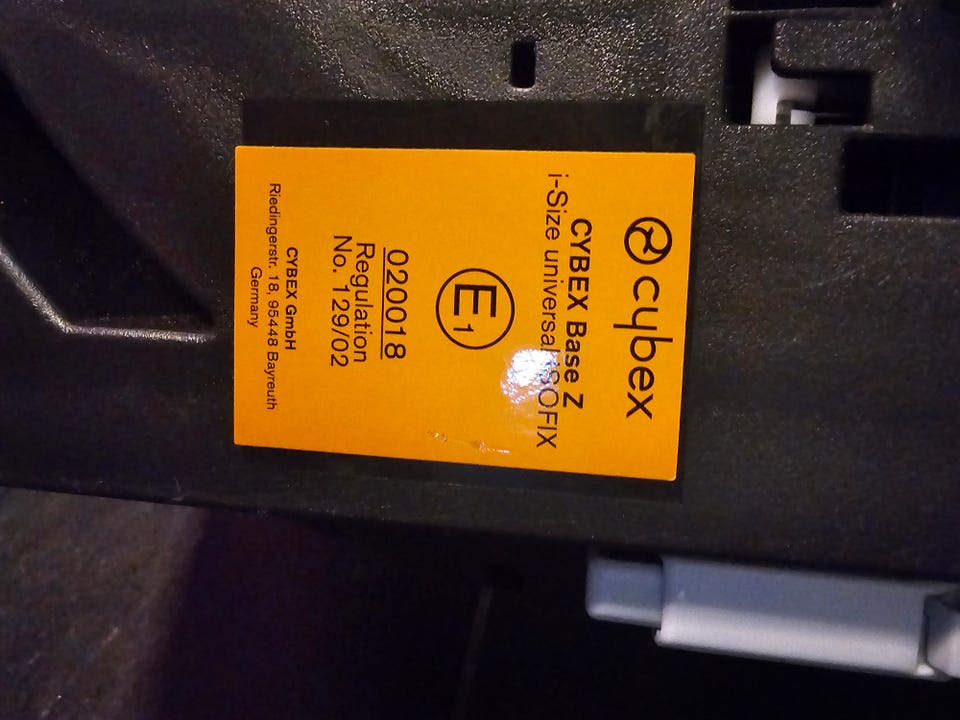 cybex
CYBEX Base Z
i-Size universal ISOFIX
E1
020018
Regulation
No. 129/02
CYBEX GmbH
Riedingerstr. 18, 95448 Bayreuth
Germany